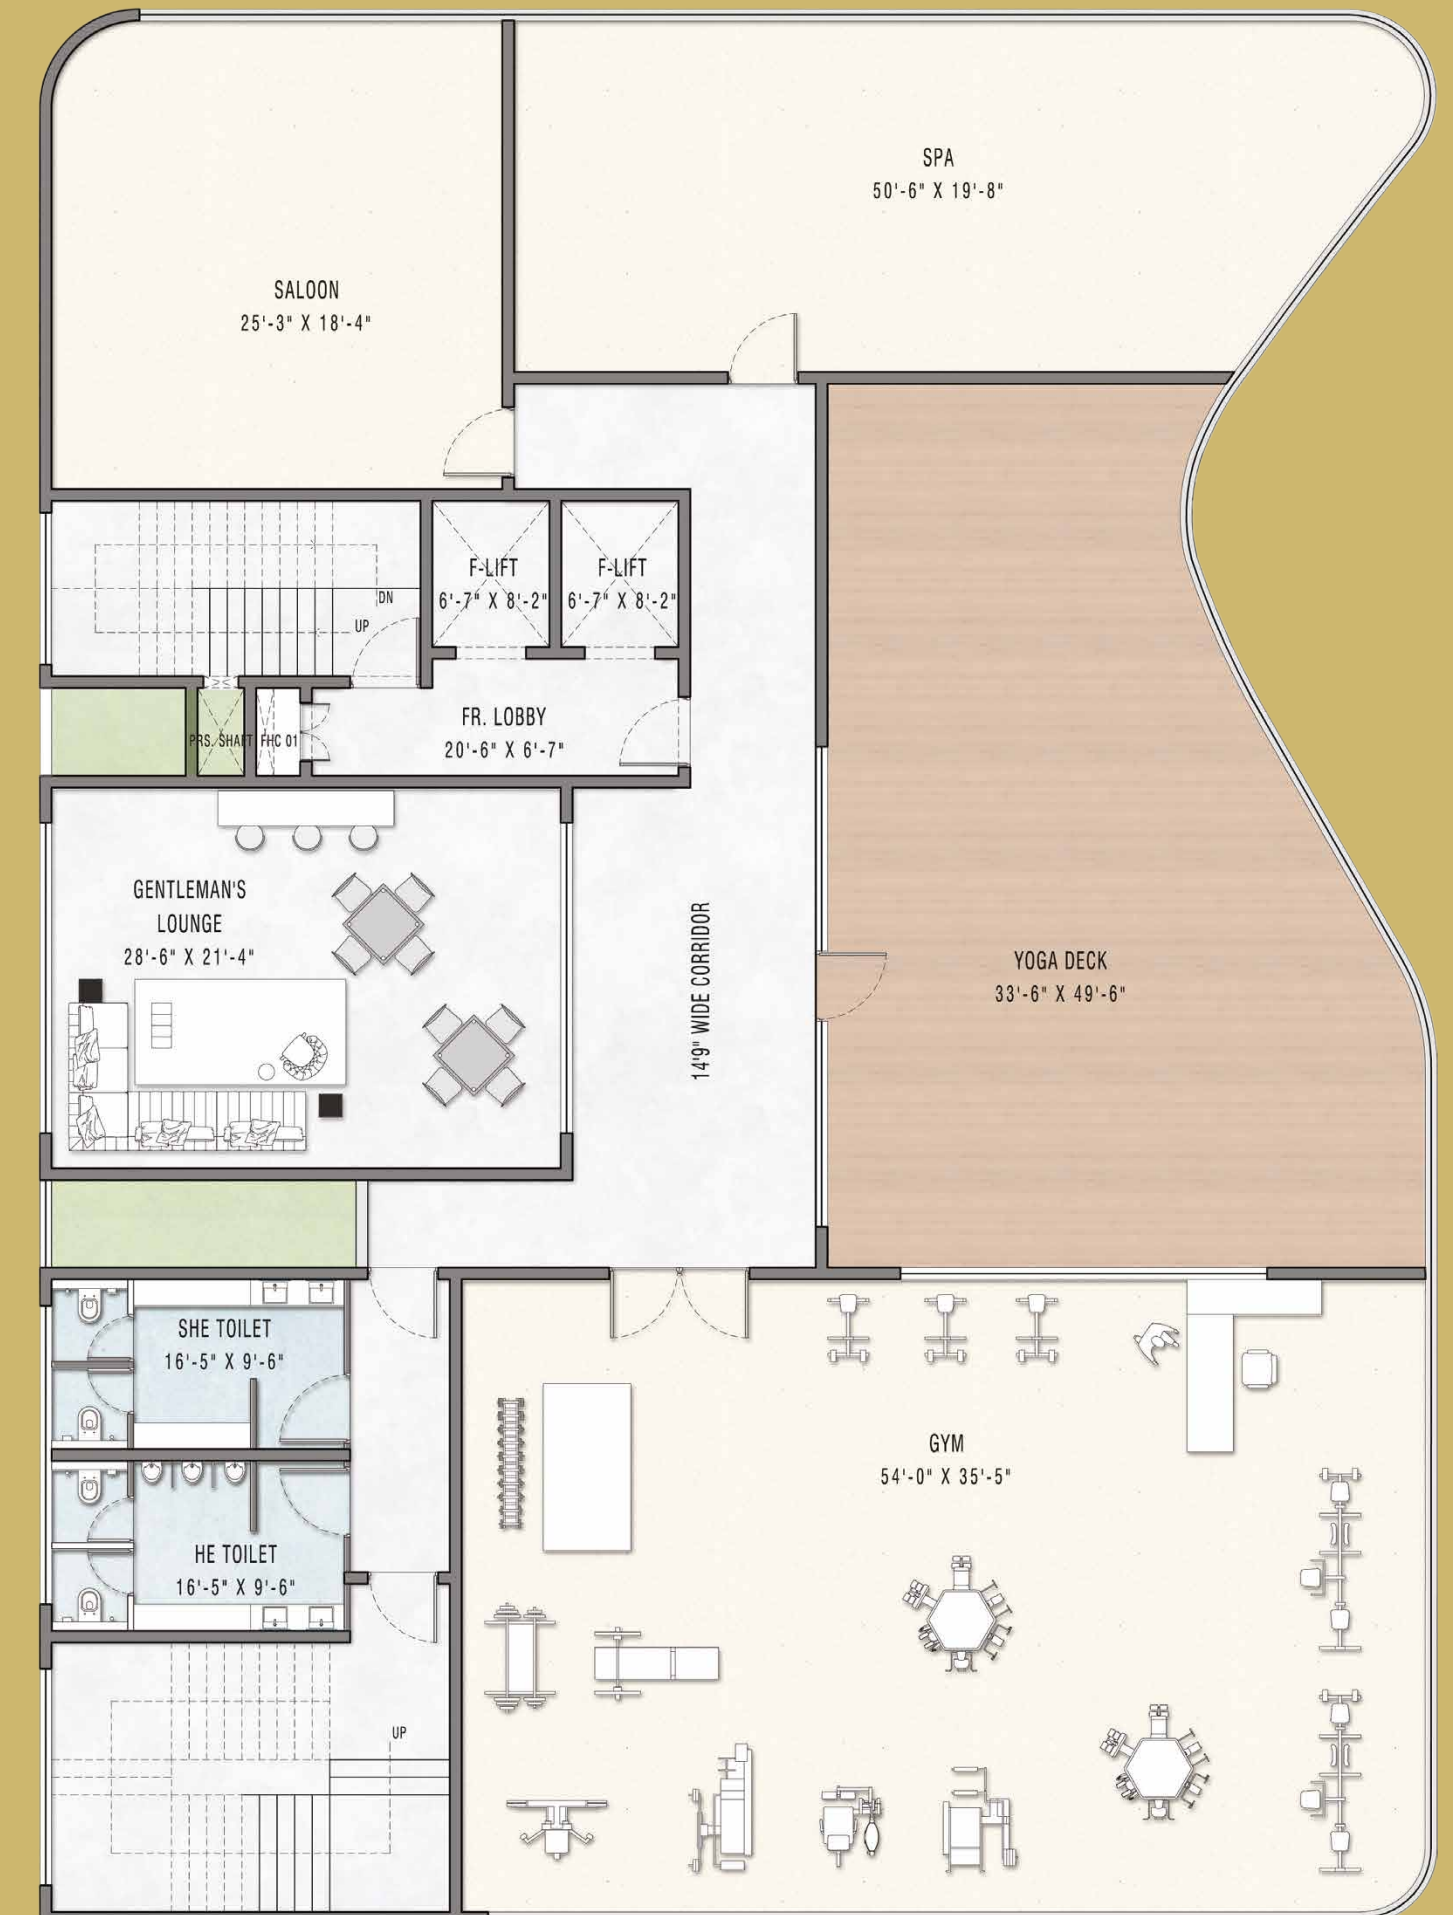 SPA
50'-6" X 19'-8"
SALOON
25'-3" X 18'-4"
F-LIFT
6'-7" X 8'-2"
F-LIFT
6'-7" X 8'-2"
DN
UP
FR. LOBBY
20'-6" X 6'-7"
PRS. SHAFT
FHC 01
GENTLEMAN'S
LOUNGE
28'-6" X 21'-4"
14'9" WIDE CORRIDOR
YOGA DECK
33'-6" X 49'-6"
SHE TOILET
16'-5" X 9'-6"
GYM
54'-0" X 35'-5"
HE TOILET
16'-5" X 9'-6"
UP